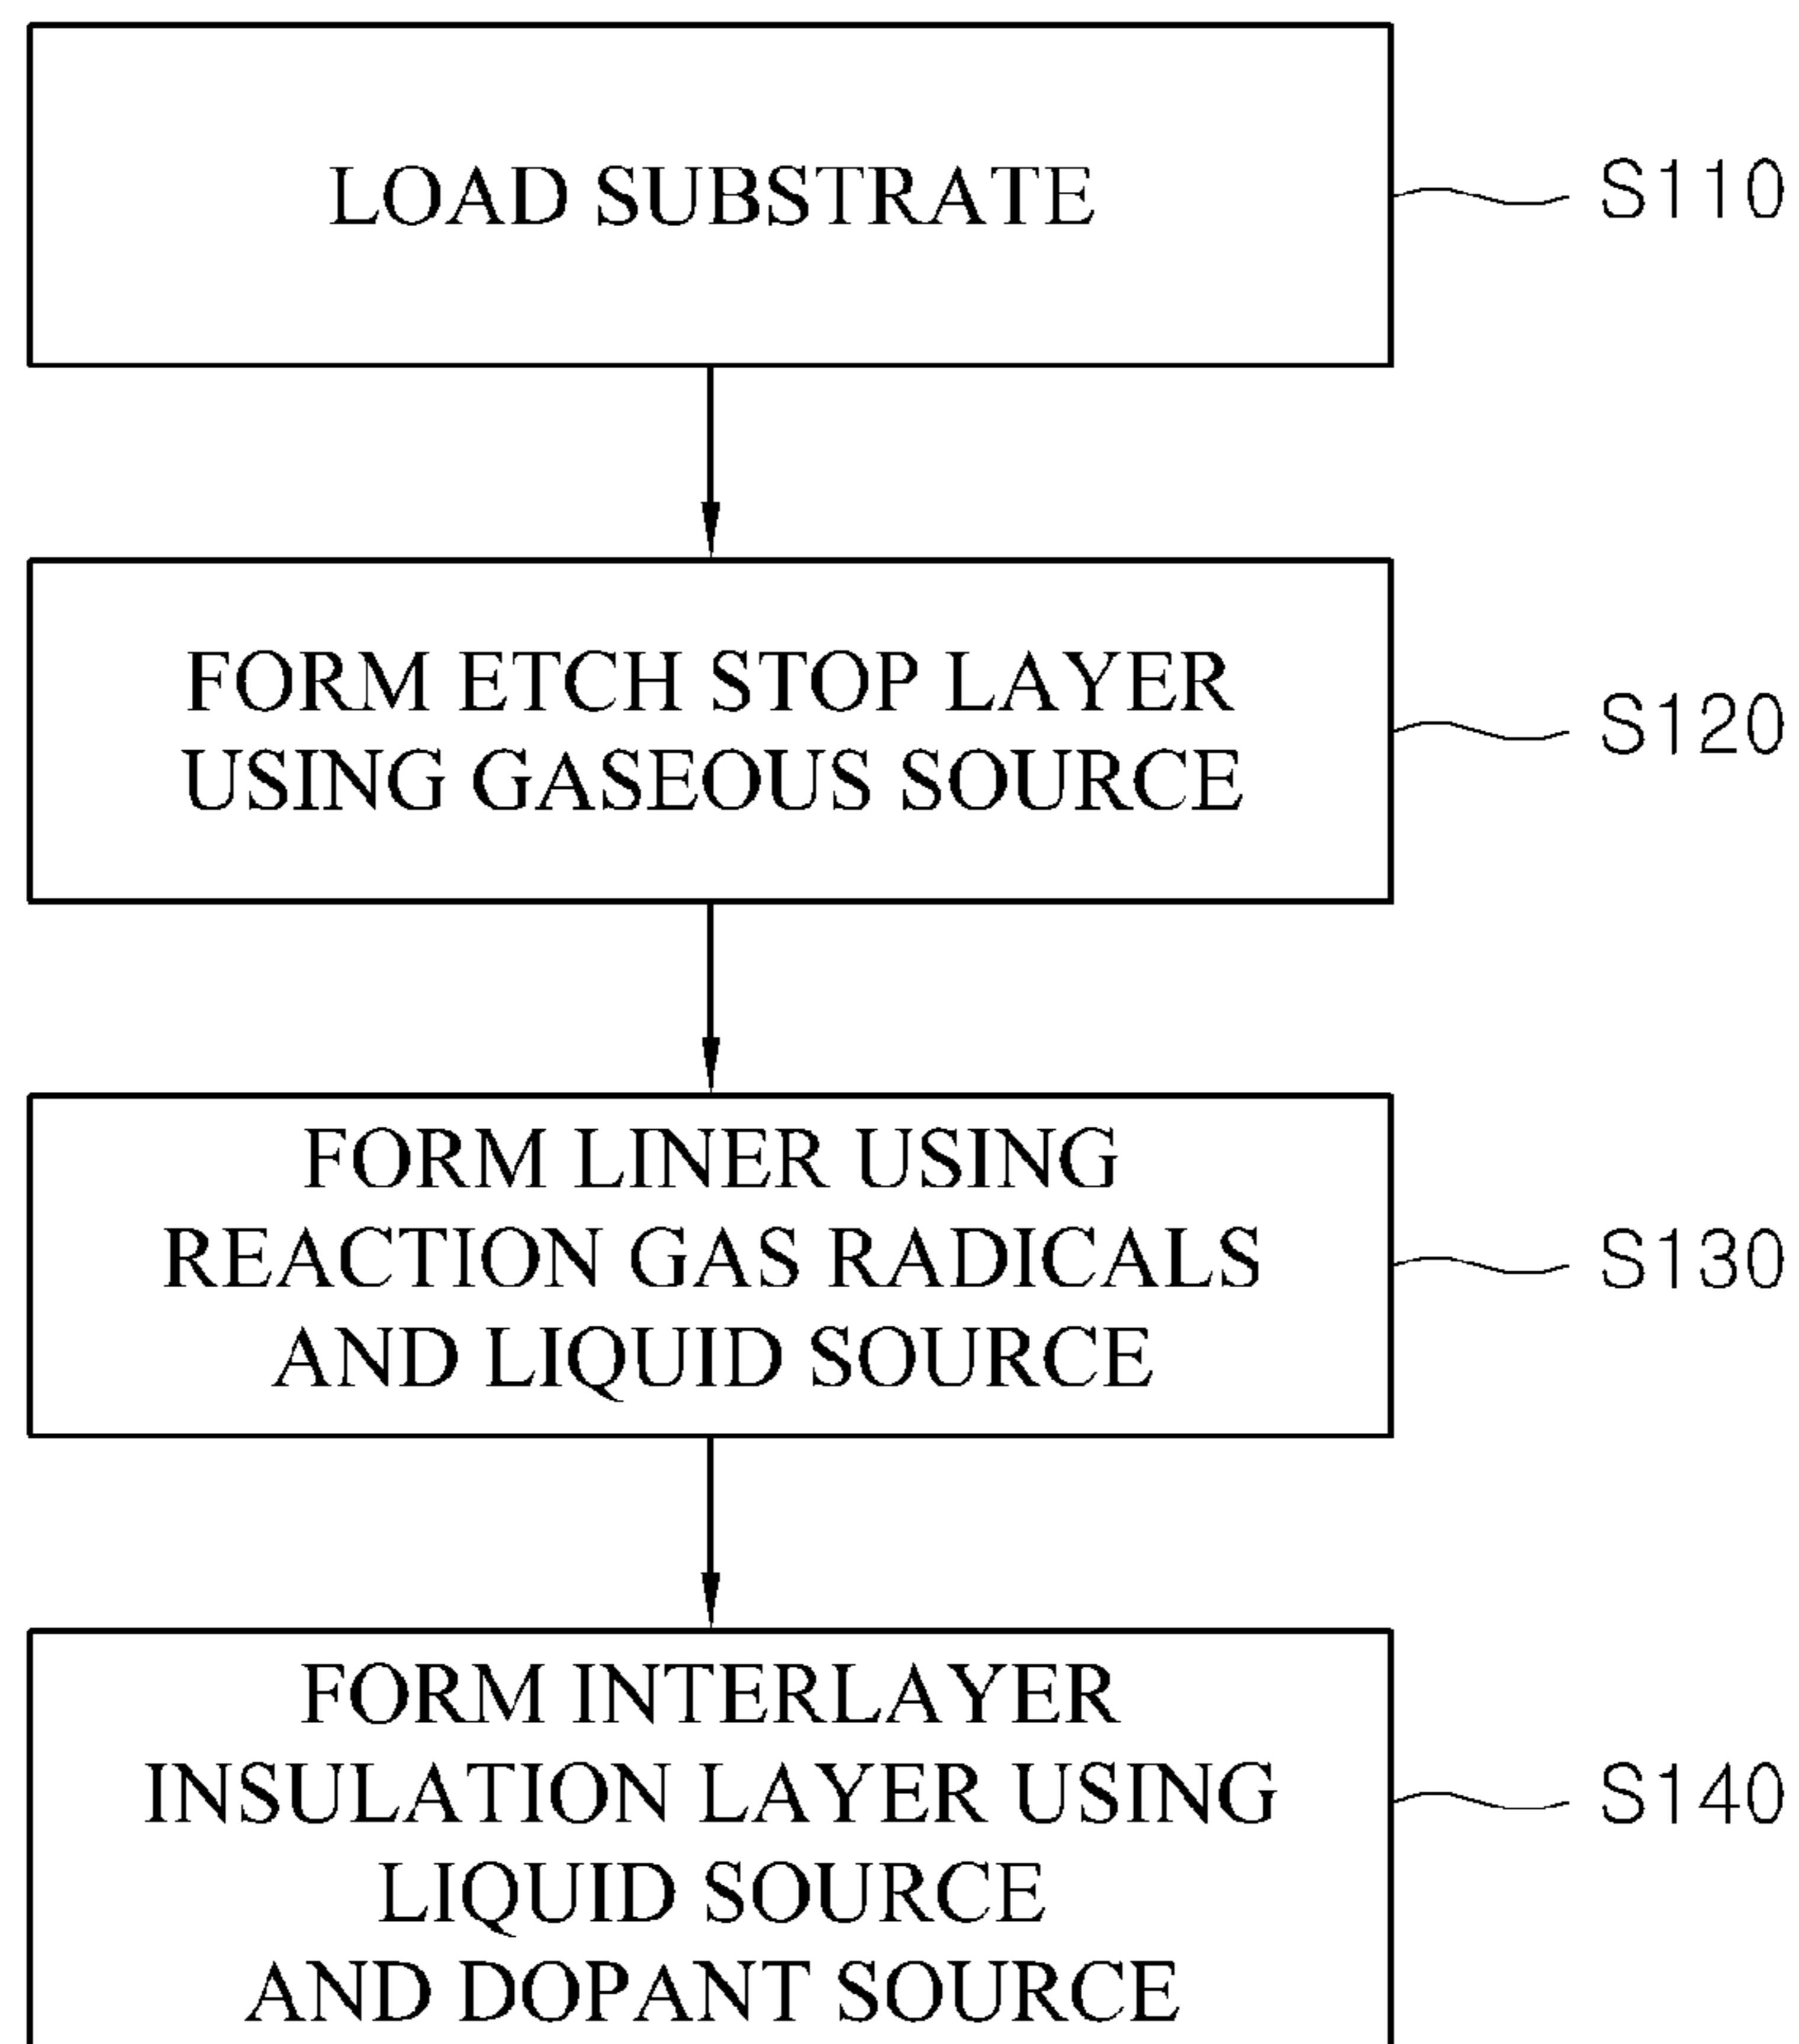 LOAD SUBSTRATE
S110
FORM ETCH STOP LAYER
USING GASEOUS SOURCE
S120
FORM LINER USING
REACTION GAS RADICALS
AND LIQUID SOURCE
S130
FORM INTERLAYER
INSULATION LAYER USING
LIQUID SOURCE
AND DOPANT SOURCE
S140